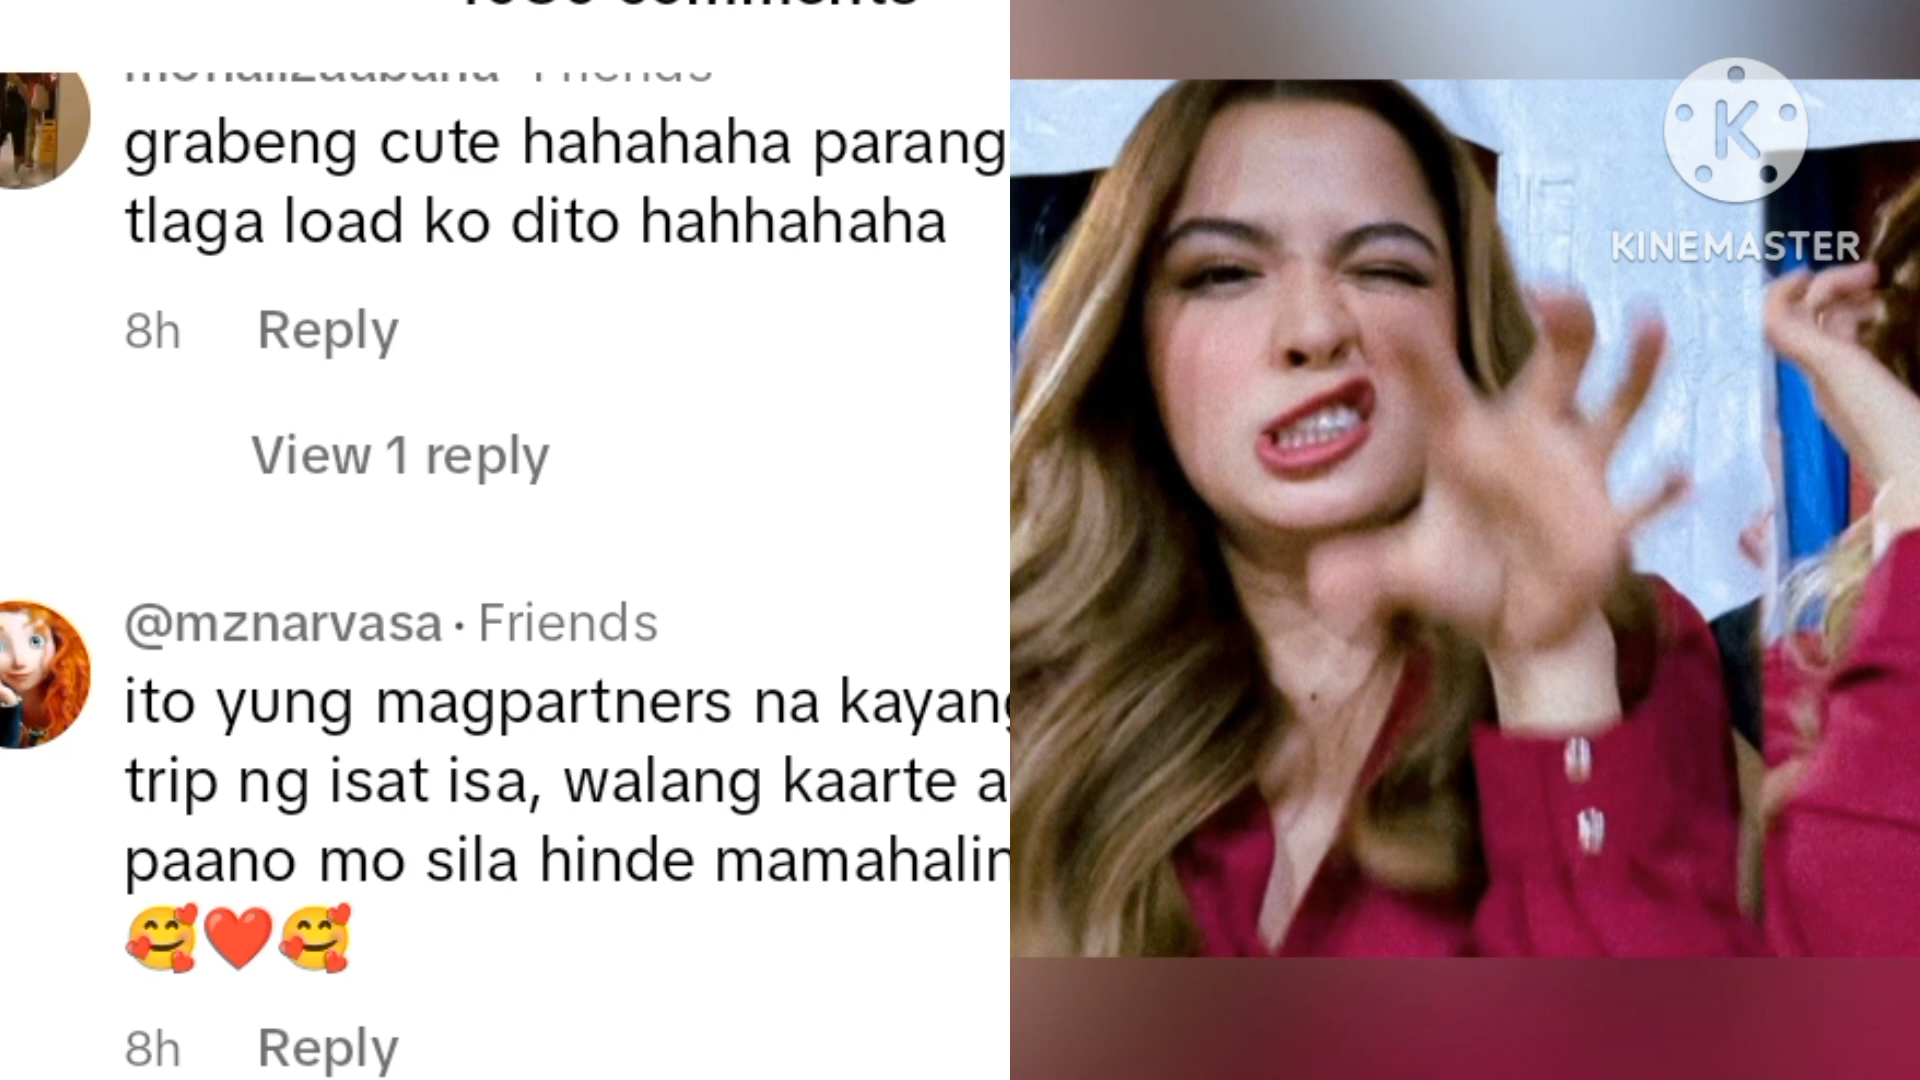 grabeng cute hahahaha parang
tlaga load ko dito hahhahaha
8h Reply
View 1 reply
@mznarvasa · Friends
ito yung magpartners na kayang
trip ng isat isa, walang kaarte a
paano mo sila hinde mamahalin
🥰❤️🥰
8h Reply
K
KINEMASTER